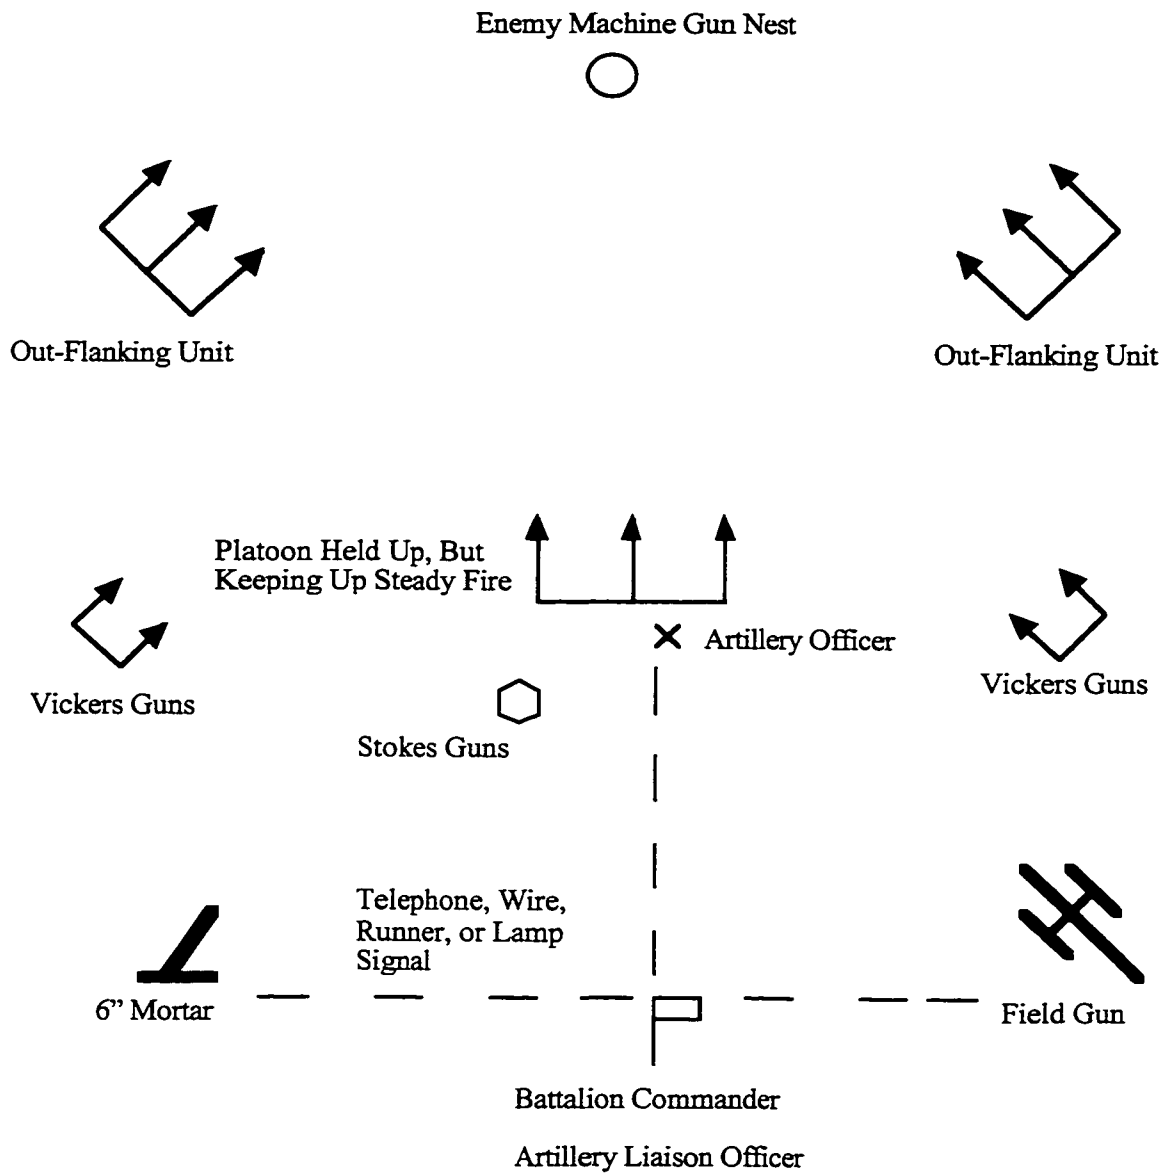 Enemy Machine Gun Nest
Out-Flanking Unit
Out-Flanking Unit
Platoon Held Up, But
Keeping Up Steady Fire
Artillery Officer
Vickers Guns
Vickers Guns
Stokes Guns
Telephone, Wire,
Runner, or Lamp
Signal
6” Mortar
Field Gun
Battalion Commander
Artillery Liaison Officer